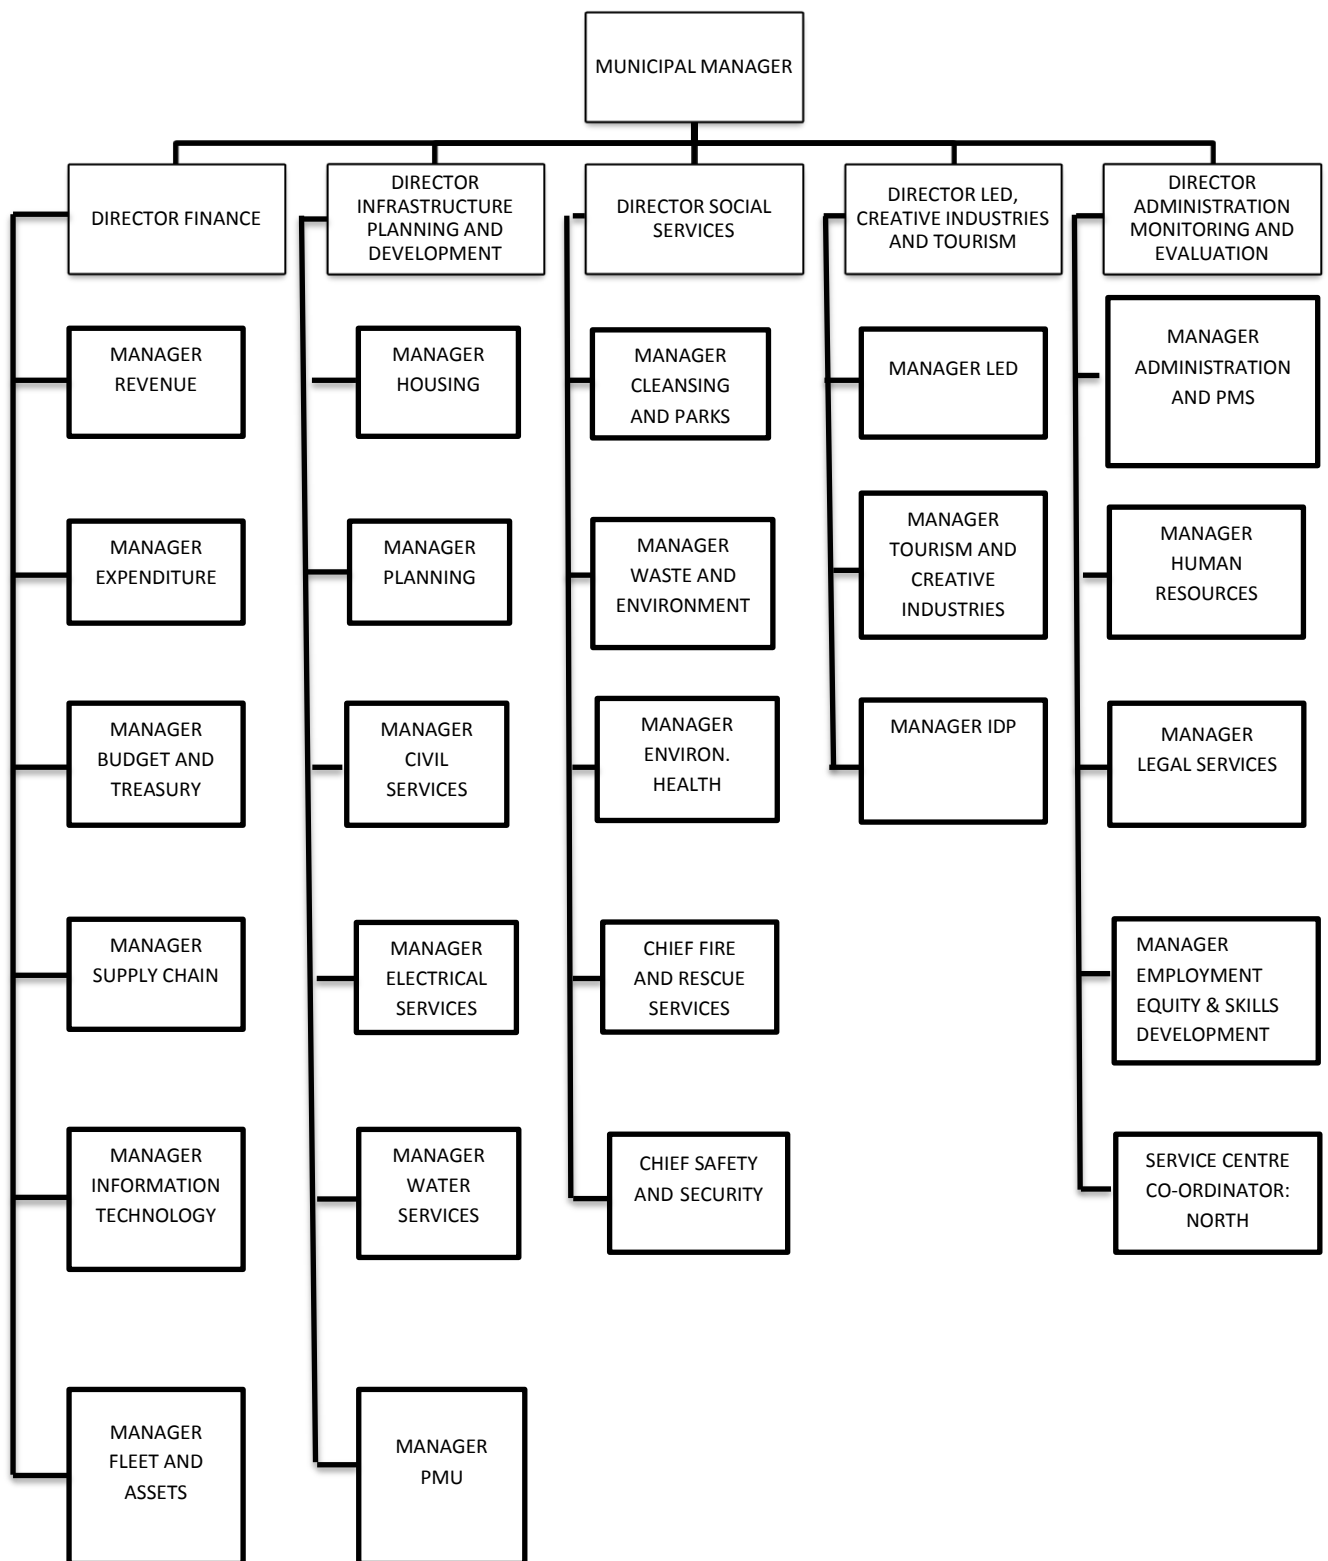 MUNICIPAL MANAGER
DIRECTOR FINANCE
DIRECTOR
INFRASTRUCTURE
PLANNING AND
DEVELOPMENT
DIRECTOR SOCIAL
SERVICES
DIRECTOR LED,
CREATIVE INDUSTRIES
AND TOURISM
DIRECTOR
ADMINISTRATION
MONITORING AND
EVALUATION
MANAGER
REVENUE
MANAGER
HOUSING
MANAGER
CLEANSING
AND PARKS
MANAGER LED
MANAGER
ADMINISTRATION
AND PMS
MANAGER
EXPENDITURE
MANAGER
PLANNING
MANAGER
WASTE AND
ENVIRONMENT
MANAGER
TOURISM AND
CREATIVE
INDUSTRIES
MANAGER
HUMAN
RESOURCES
MANAGER
BUDGET AND
TREASURY
MANAGER
CIVIL
SERVICES
MANAGER
ENVIRON.
HEALTH
MANAGER IDP
MANAGER
LEGAL SERVICES
MANAGER
SUPPLY CHAIN
MANAGER
ELECTRICAL
SERVICES
CHIEF FIRE
AND RESCUE
SERVICES
MANAGER
EMPLOYMENT
EQUITY & SKILLS
DEVELOPMENT
MANAGER
INFORMATION
TECHNOLOGY
MANAGER
WATER
SERVICES
CHIEF SAFETY
AND SECURITY
SERVICE CENTRE
CO-ORDINATOR:
NORTH
MANAGER
FLEET AND
ASSETS
MANAGER
PMU